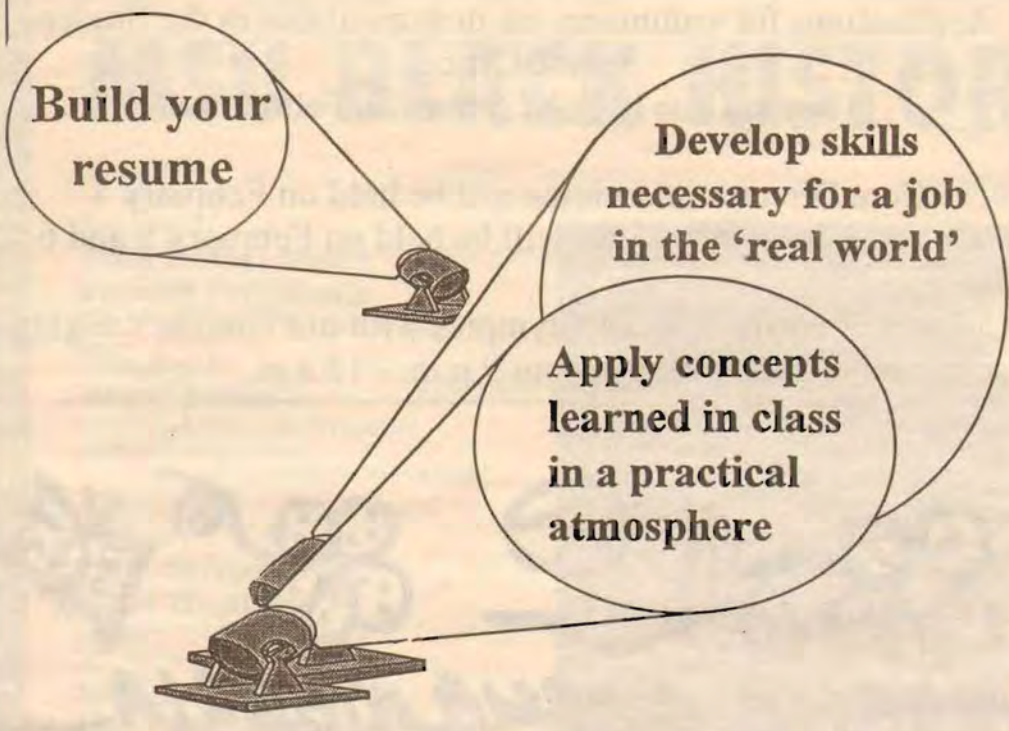 Build your
resume
Develop skills
necessary for a job
in the ‘real world’
Apply concepts
learned in class
in a practical
atmosphere